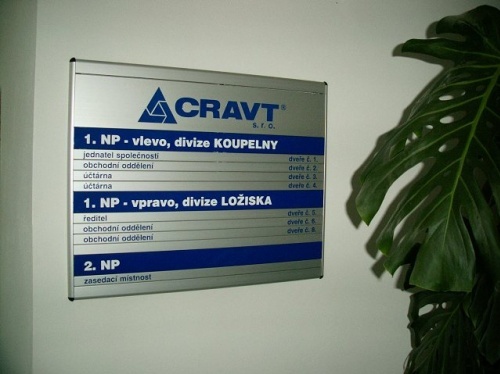 CRAVT®
s. r. o.
1. NP - vlevo, divize KOUPELNY
jednatel společnosti dveře č. 1.
obchodní oddělení dveře č. 2.
účtárna dveře č. 3.
účtárna dveře č. 4.
1. NP - vpravo, divize LOŽISKA
ředitel dveře č. 5.
obchodní oddělení dveře č. 6.
obchodní oddělení dveře č. 6.
2. NP
zasedací místnost